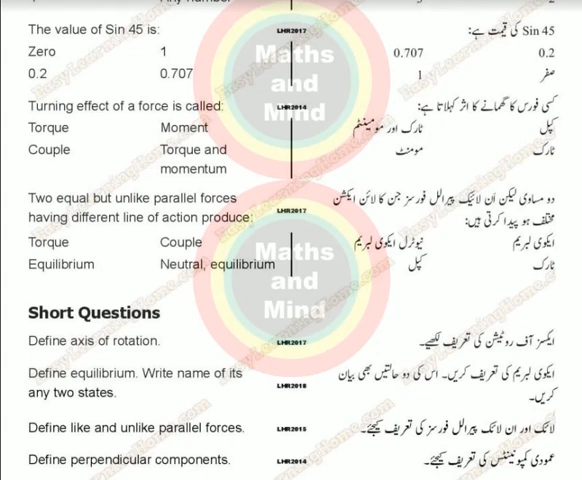 Any number
The value of Sin 45 is: LHR2017 Sin 45 کی قیمت ہے:
Zero 1 0.707 0.2
0.2 0.707 1 صفر
Turning effect of a force is called: LHR2014 کسی فورس کا گھمانے کا اثر کہلاتا ہے:
Torque Moment ٹارک اور مومینٹم کپل
Couple Torque and مومنٹ ٹارک
momentum
Two equal but unlike parallel forces دو مساوی لیکن ان لائیک پیرالل فورسز جن کا لائن ایکشن
having different line of action produce: LHR2017 مختلف ہو پیدا کرتی ہیں:
Torque Couple نیوٹرل ایکوی لبریم ایکوی لبریم
Equilibrium Neutral, equilibrium کپل ٹارک
Maths
and
Mind
Maths
and
Mind
Short Questions
Define axis of rotation. LHR2017 ایکسز آف روٹیشن کی تعریف لکھیے۔
Define equilibrium. Write name of its ایکوی لبریم کی تعریف کریں۔ اس کی دو حالتیں بھی بیان
any two states. LHR2018 کریں۔
Define like and unlike parallel forces. LHR2015 لائک اور ان لائک پیرالل فورسز کی تعریف کیجئے۔
Define perpendicular components. LHR2014 عمودی کمپونینٹس کی تعریف کیجئے۔